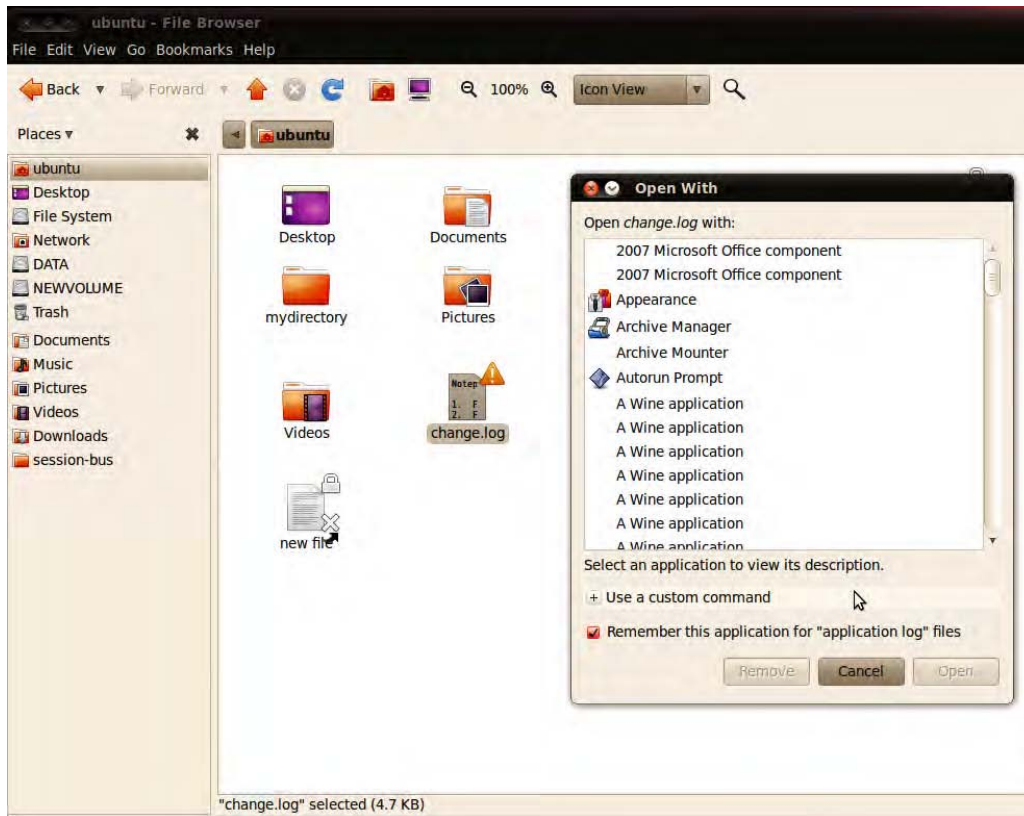 ubuntu - File Browser
File Edit View Go Bookmarks Help
Back Forward 100% Icon View
Places ubuntu
ubuntu
Desktop
File System
Network
DATA
NEWVOLUME
Trash
Documents
Music
Pictures
Videos
Downloads
session-bus
Desktop Documents
mydirectory Pictures
Notep
1. F
2. F
Videos change.log
new file
Open With
Open change.log with:
2007 Microsoft Office component
2007 Microsoft Office component
Appearance
Archive Manager
Archive Mounter
Autorun Prompt
A Wine application
A Wine application
A Wine application
A Wine application
A Wine application
A Wine application
A Wine application
Select an application to view its description.
+ Use a custom command
Remember this application for "application log" files
Remove Cancel Open
"change.log" selected (4.7 KB)